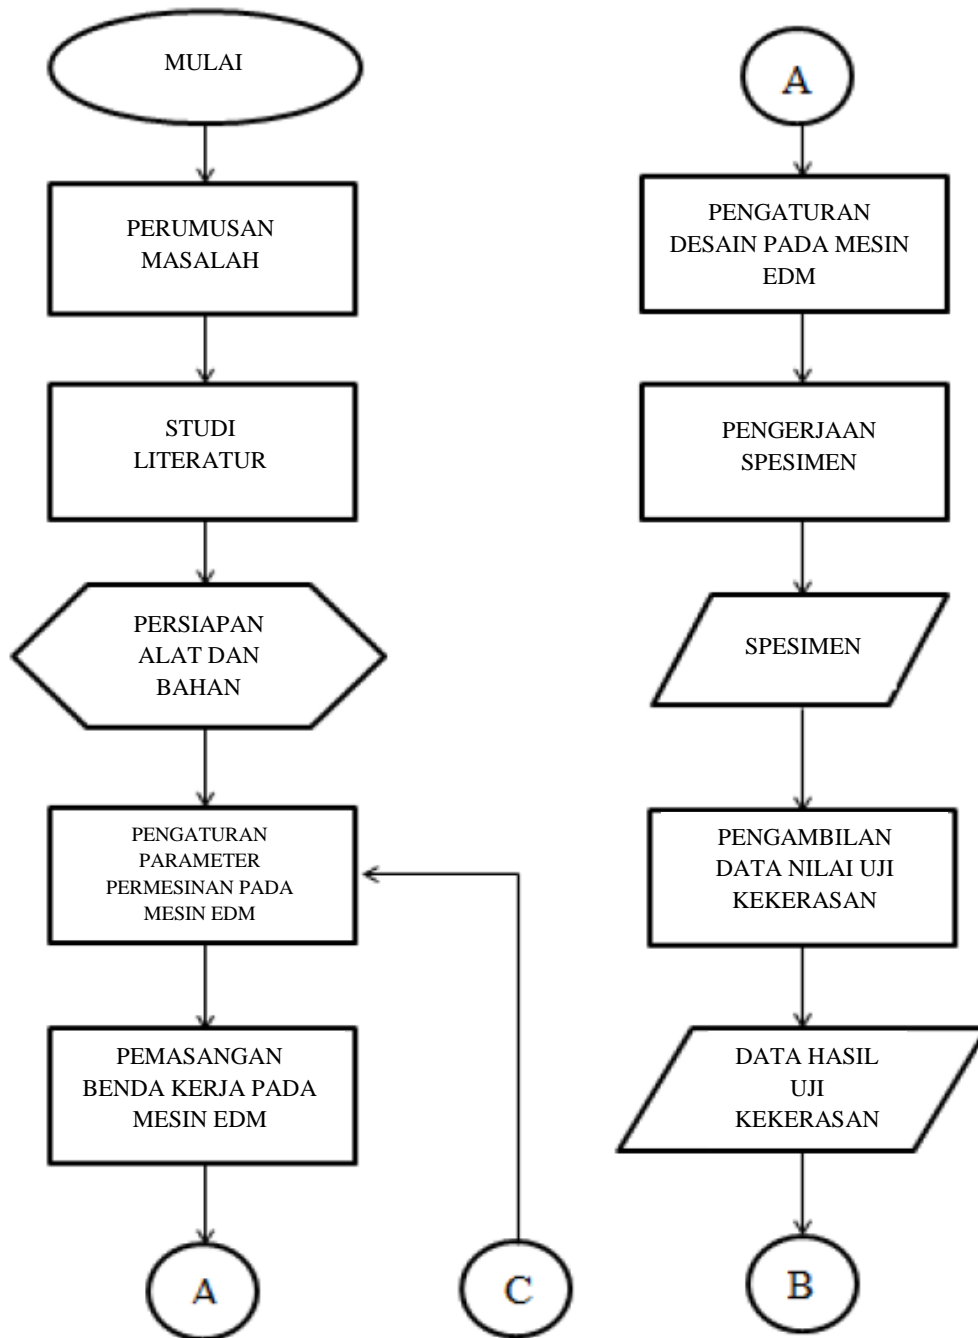 MULAI
PERUMUSAN
MASALAH
STUDI
LITERATUR
PERSIAPAN
ALAT DAN
BAHAN
PENGATURAN
PARAMETER
PERMESINAN PADA
MESIN EDM
PEMASANGAN
BENDA KERJA PADA
MESIN EDM
A
C
A
PENGATURAN
DESAIN PADA MESIN
EDM
PENGERJAAN
SPESIMEN
SPESIMEN
PENGAMBILAN
DATA NILAI UJI
KEKERASAN
DATA HASIL
UJI
KEKERASAN
B